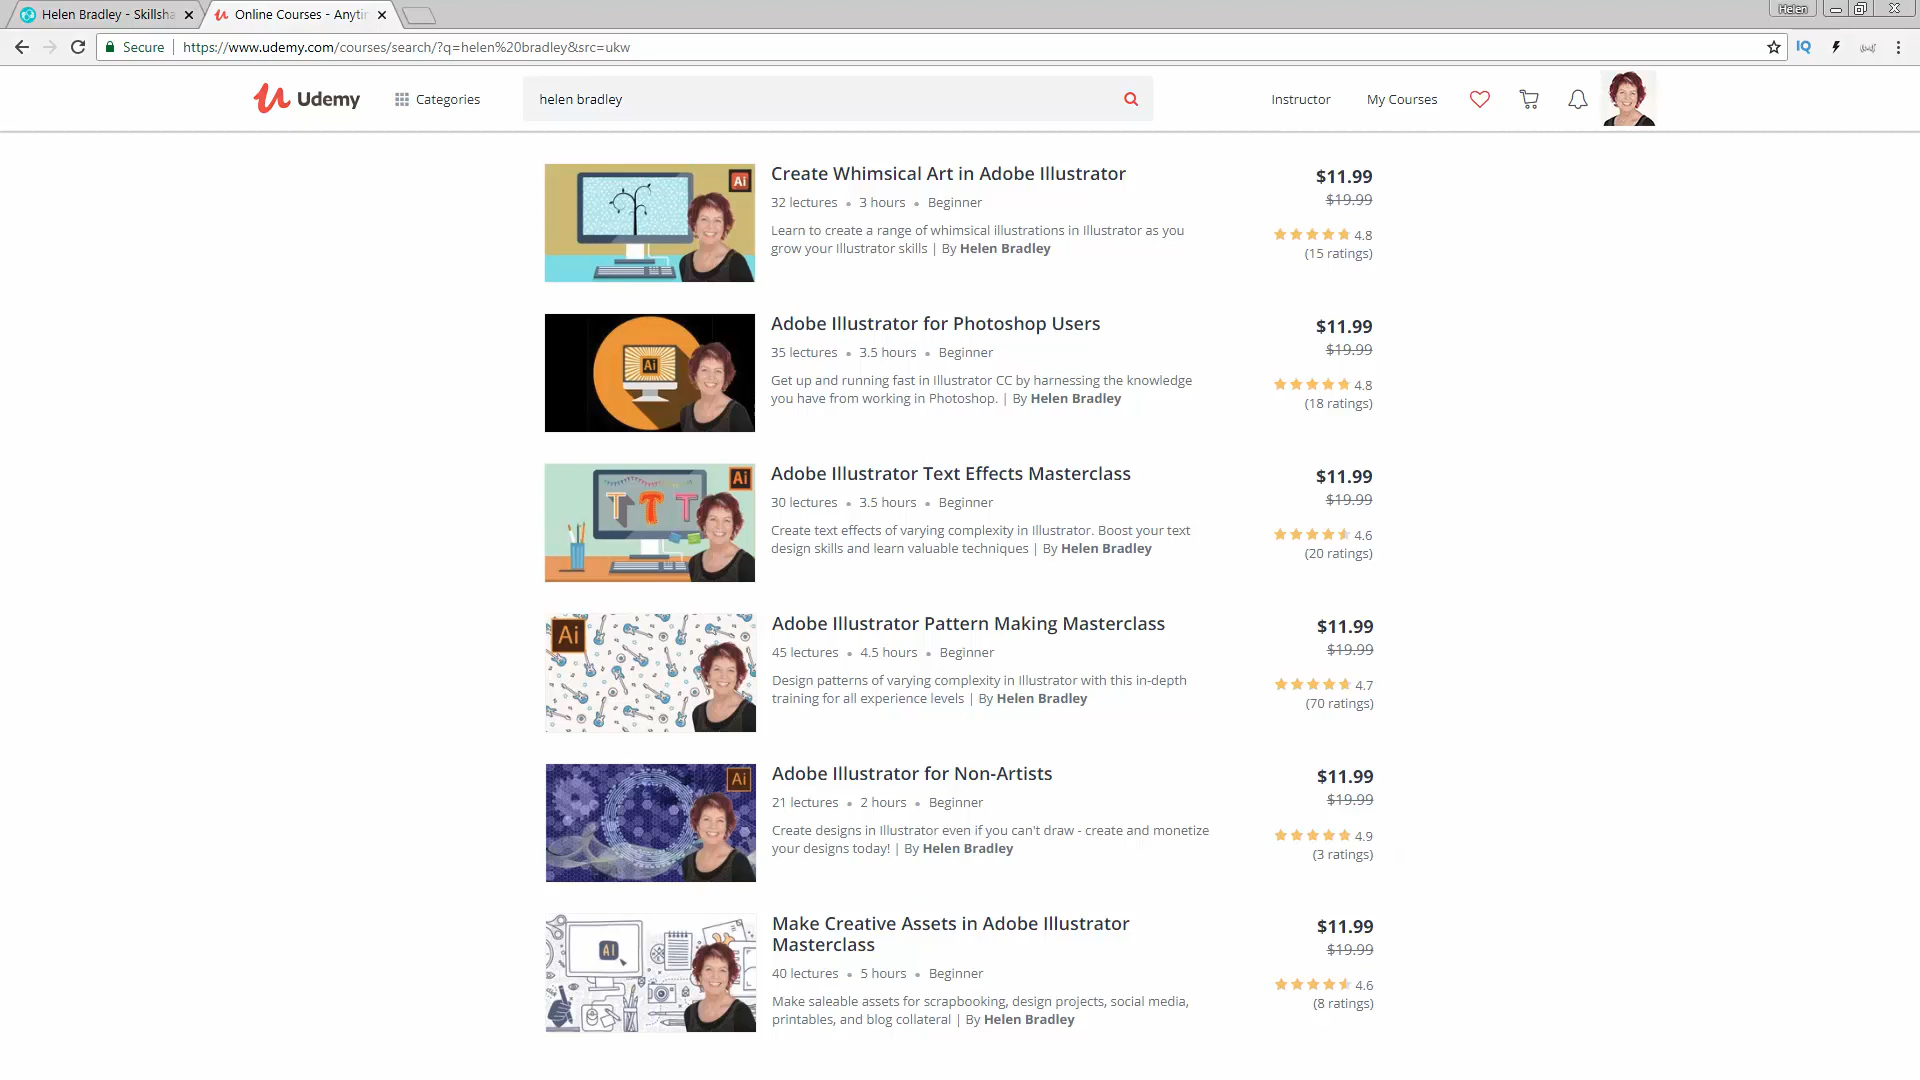 Helen Bradley - Skillsha
Online Courses - Anytin
Helen
Secure
https://www.udemy.com/courses/search/?q=helen%20bradley&src=ukw
IQ
Udemy
Categories
helen bradley
Instructor
My Courses
Ai
Create Whimsical Art in Adobe Illustrator
32 lectures • 3 hours • Beginner
Learn to create a range of whimsical illustrations in Illustrator as you
grow your Illustrator skills | By Helen Bradley
$11.99
$19.99
4.8
(15 ratings)
Ai
Adobe Illustrator for Photoshop Users
35 lectures • 3.5 hours • Beginner
Get up and running fast in Illustrator CC by harnessing the knowledge
you have from working in Photoshop. | By Helen Bradley
$11.99
$19.99
4.8
(18 ratings)
Ai
T T T
Adobe Illustrator Text Effects Masterclass
30 lectures • 3.5 hours • Beginner
Create text effects of varying complexity in Illustrator. Boost your text
design skills and learn valuable techniques | By Helen Bradley
$11.99
$19.99
4.6
(20 ratings)
Ai
Adobe Illustrator Pattern Making Masterclass
45 lectures • 4.5 hours • Beginner
Design patterns of varying complexity in Illustrator with this in-depth
training for all experience levels | By Helen Bradley
$11.99
$19.99
4.7
(70 ratings)
Ai
Adobe Illustrator for Non-Artists
21 lectures • 2 hours • Beginner
Create designs in Illustrator even if you can't draw - create and monetize
your designs today! | By Helen Bradley
$11.99
$19.99
4.9
(3 ratings)
AI
Make Creative Assets in Adobe Illustrator
Masterclass
40 lectures • 5 hours • Beginner
Make saleable assets for scrapbooking, design projects, social media,
printables, and blog collateral | By Helen Bradley
$11.99
$19.99
4.6
(8 ratings)